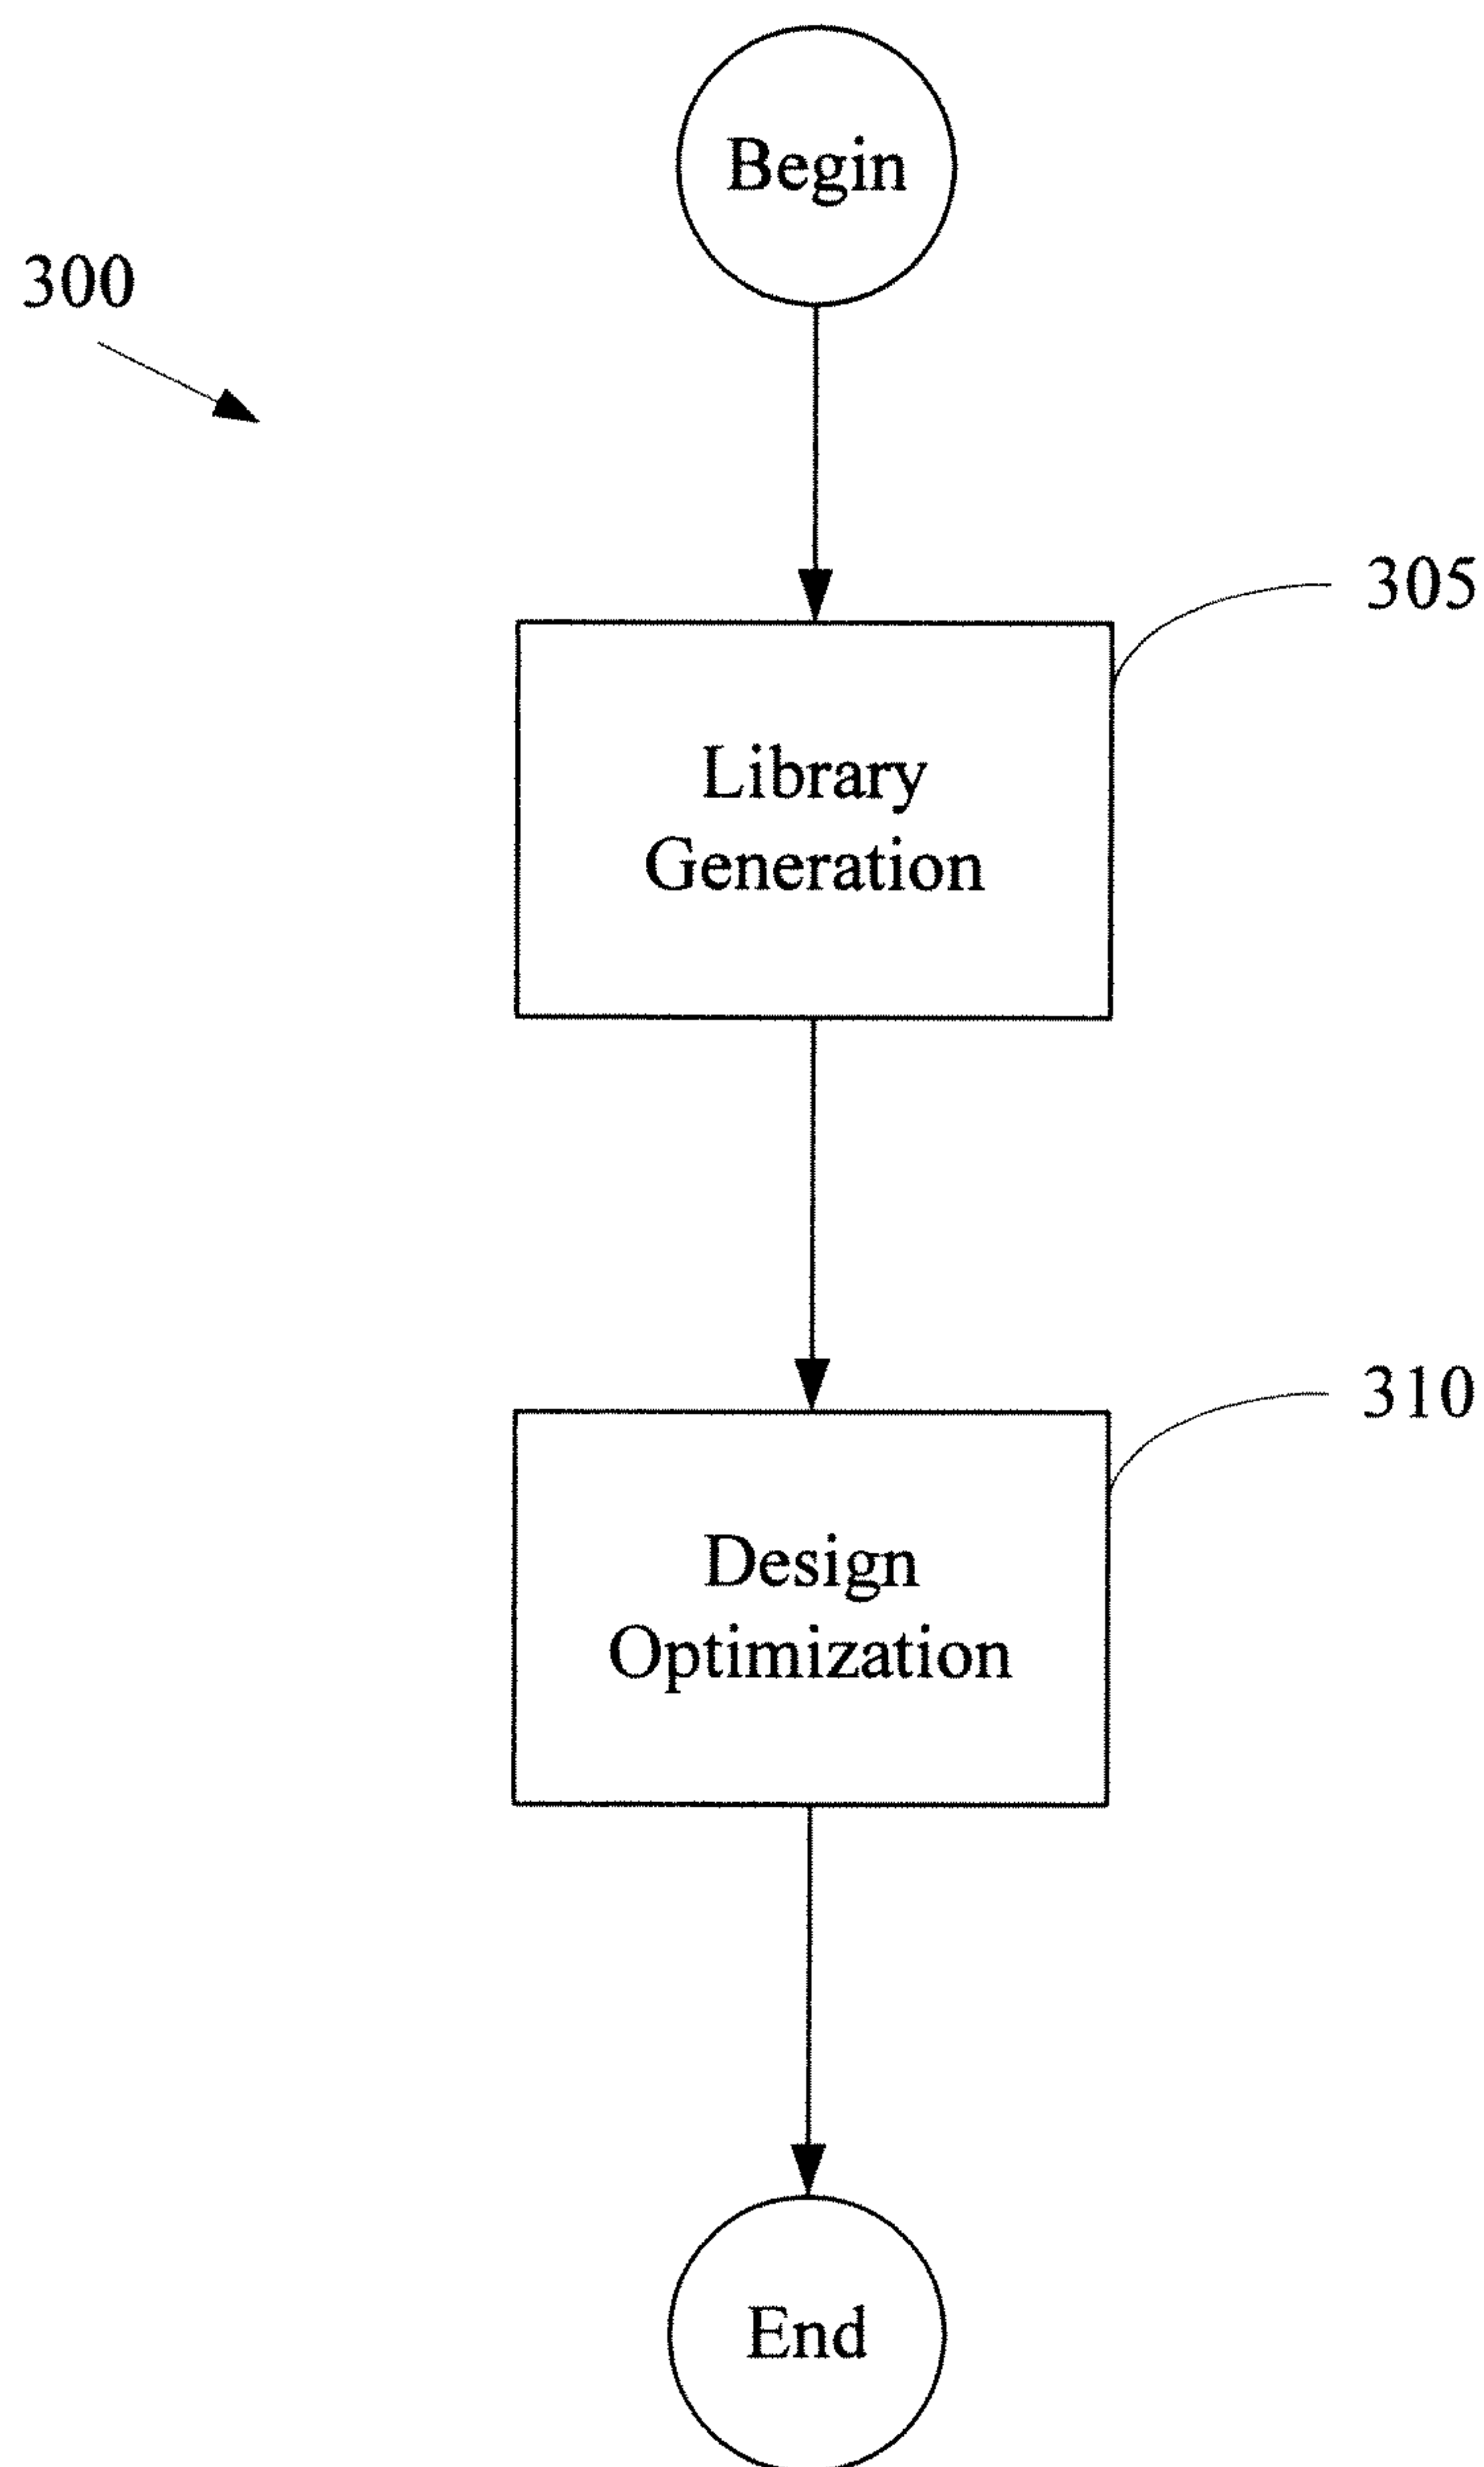 Begin
300
305
Library
Generation
310
Design
Optimization
End